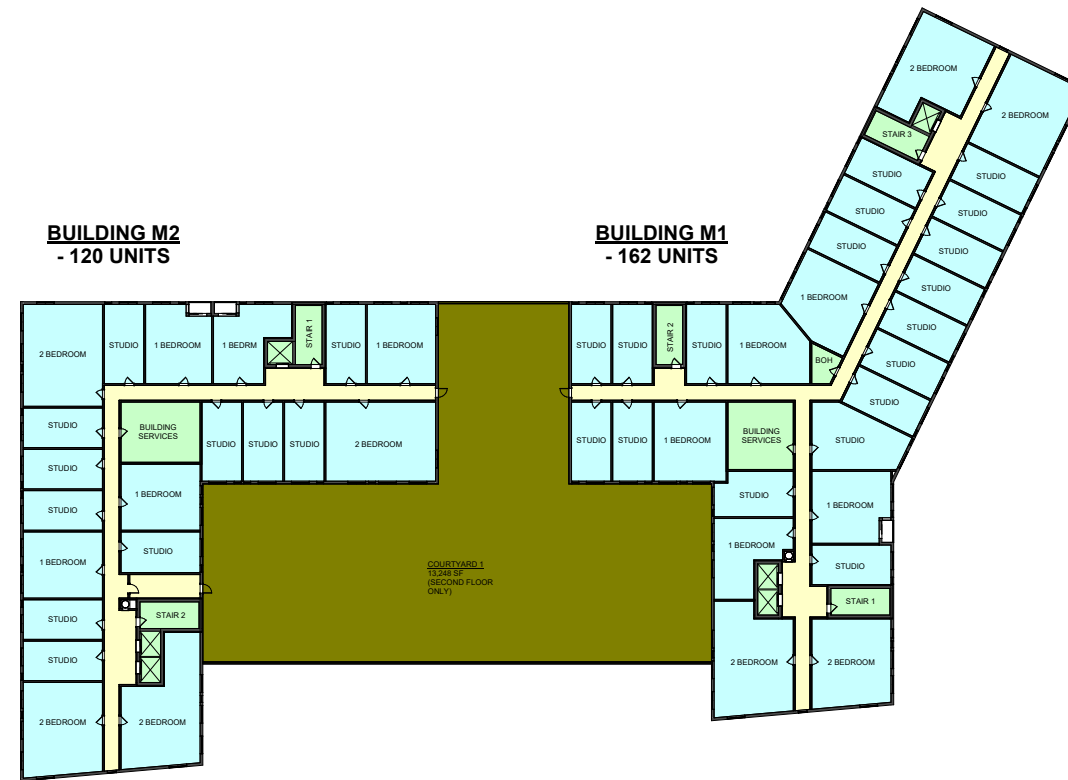 2 BEDROOM
2 BEDROOM
STAIR 3
STUDIO
STUDIO
STUDIO
STUDIO
STUDIO
BUILDING M2
- 120 UNITS
BUILDING M1
- 162 UNITS
STUDIO
STUDIO
1 BEDROOM
STUDIO
STUDIO
STUDIO
STUDIO
BOH
2 BEDROOM
STUDIO
1 BEDROOM
1 BEDRM
STAIR 1
STUDIO
1 BEDROOM
STUDIO
STUDIO
STAIR 2
STUDIO
1 BEDROOM
STUDIO
BUILDING
SERVICES
STUDIO
STUDIO
STUDIO
2 BEDROOM
STUDIO
STUDIO
1 BEDROOM
BUILDING
SERVICES
STUDIO
STUDIO
1 BEDROOM
STUDIO
1 BEDROOM
STUDIO
STUDIO
1 BEDROOM
1 BEDROOM
STUDIO
COURTYARD 1
13,248 SF
(SECOND FLOOR
ONLY)
STUDIO
STAIR 2
STAIR 1
STUDIO
2 BEDROOM
2 BEDROOM
2 BEDROOM
2 BEDROOM